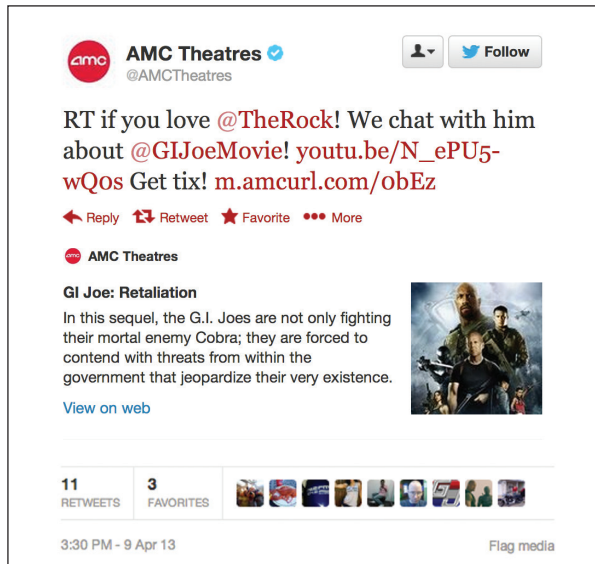 amc
AMC Theatres
@AMCTheatres
Follow
RT if you love @TheRock! We chat with him
about @GIJoeMovie! youtu.be/N_ePU5-
wQ0s Get tix! m.amcurl.com/0bEz
Reply Retweet Favorite More
amc AMC Theatres
GI Joe: Retaliation
In this sequel, the G.I. Joes are not only fighting
their mortal enemy Cobra; they are forced to
contend with threats from within the
government that jeopardize their very existence.
View on web
11 3
RETWEETS FAVORITES
3:30 PM - 9 Apr 13 Flag media